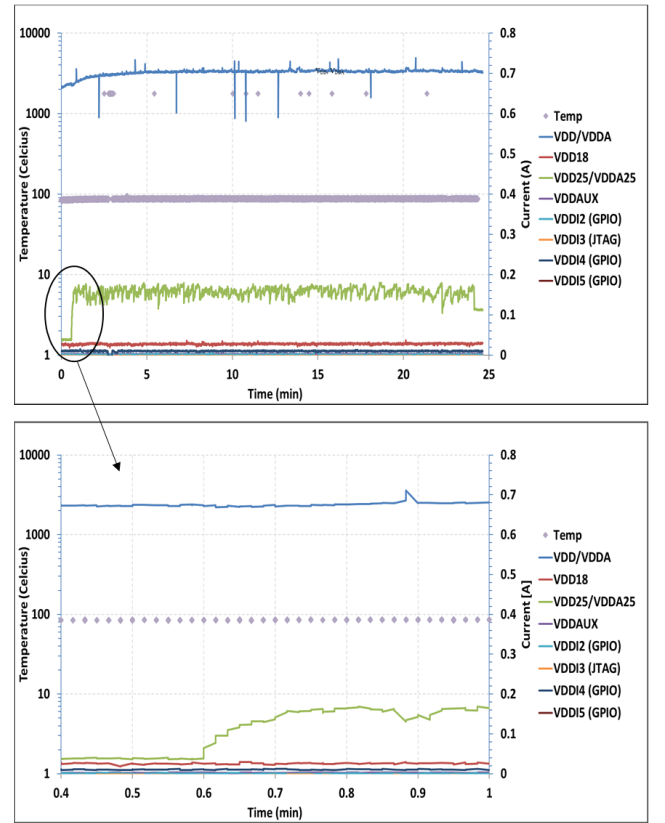 10000
1000
100
10
1
Temperature (Celcius)
0.8
0.7
0.6
0.5
0.4
0.3
0.2
0.1
0
Current (A)
0
5
10
15
20
25
Time (min)
Temp
VDD/VDDA
VDD18
VDD25/VDDA25
VDDAUX
VDDI2 (GPIO)
VDDI3 (JTAG)
VDDI4 (GPIO)
VDDI5 (GPIO)
10000
1000
100
10
1
Temperature (Celcius)
0.8
0.7
0.6
0.5
0.4
0.3
0.2
0.1
0
Current [A]
0.4
0.5
0.6
0.7
0.8
0.9
1
Time (min)
Temp
VDD/VDDA
VDD18
VDD25/VDDA25
VDDAUX
VDDI2 (GPIO)
VDDI3 (JTAG)
VDDI4 (GPIO)
VDDI5 (GPIO)